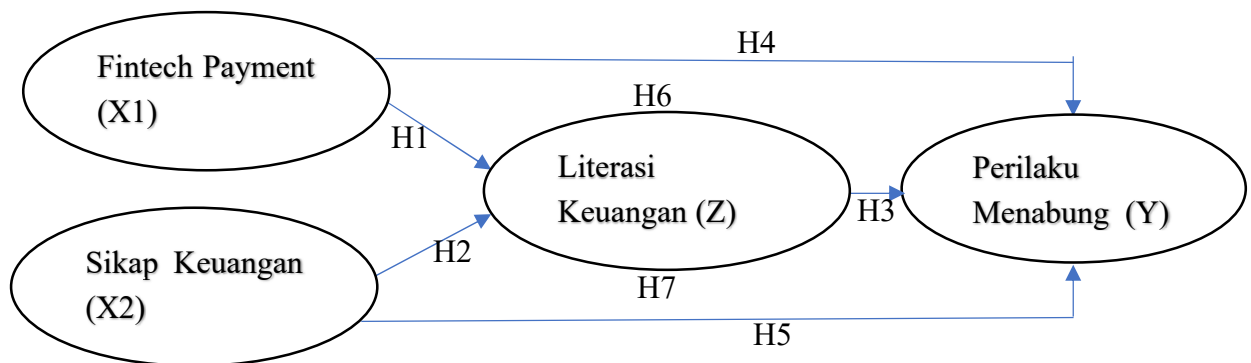 H4
Fintech Payment
(X1)
H6
H1
Literasi
Keuangan (Z)
Perilaku
Menabung (Y)
H3
H2
Sikap Keuangan
(X2)
H7
H5